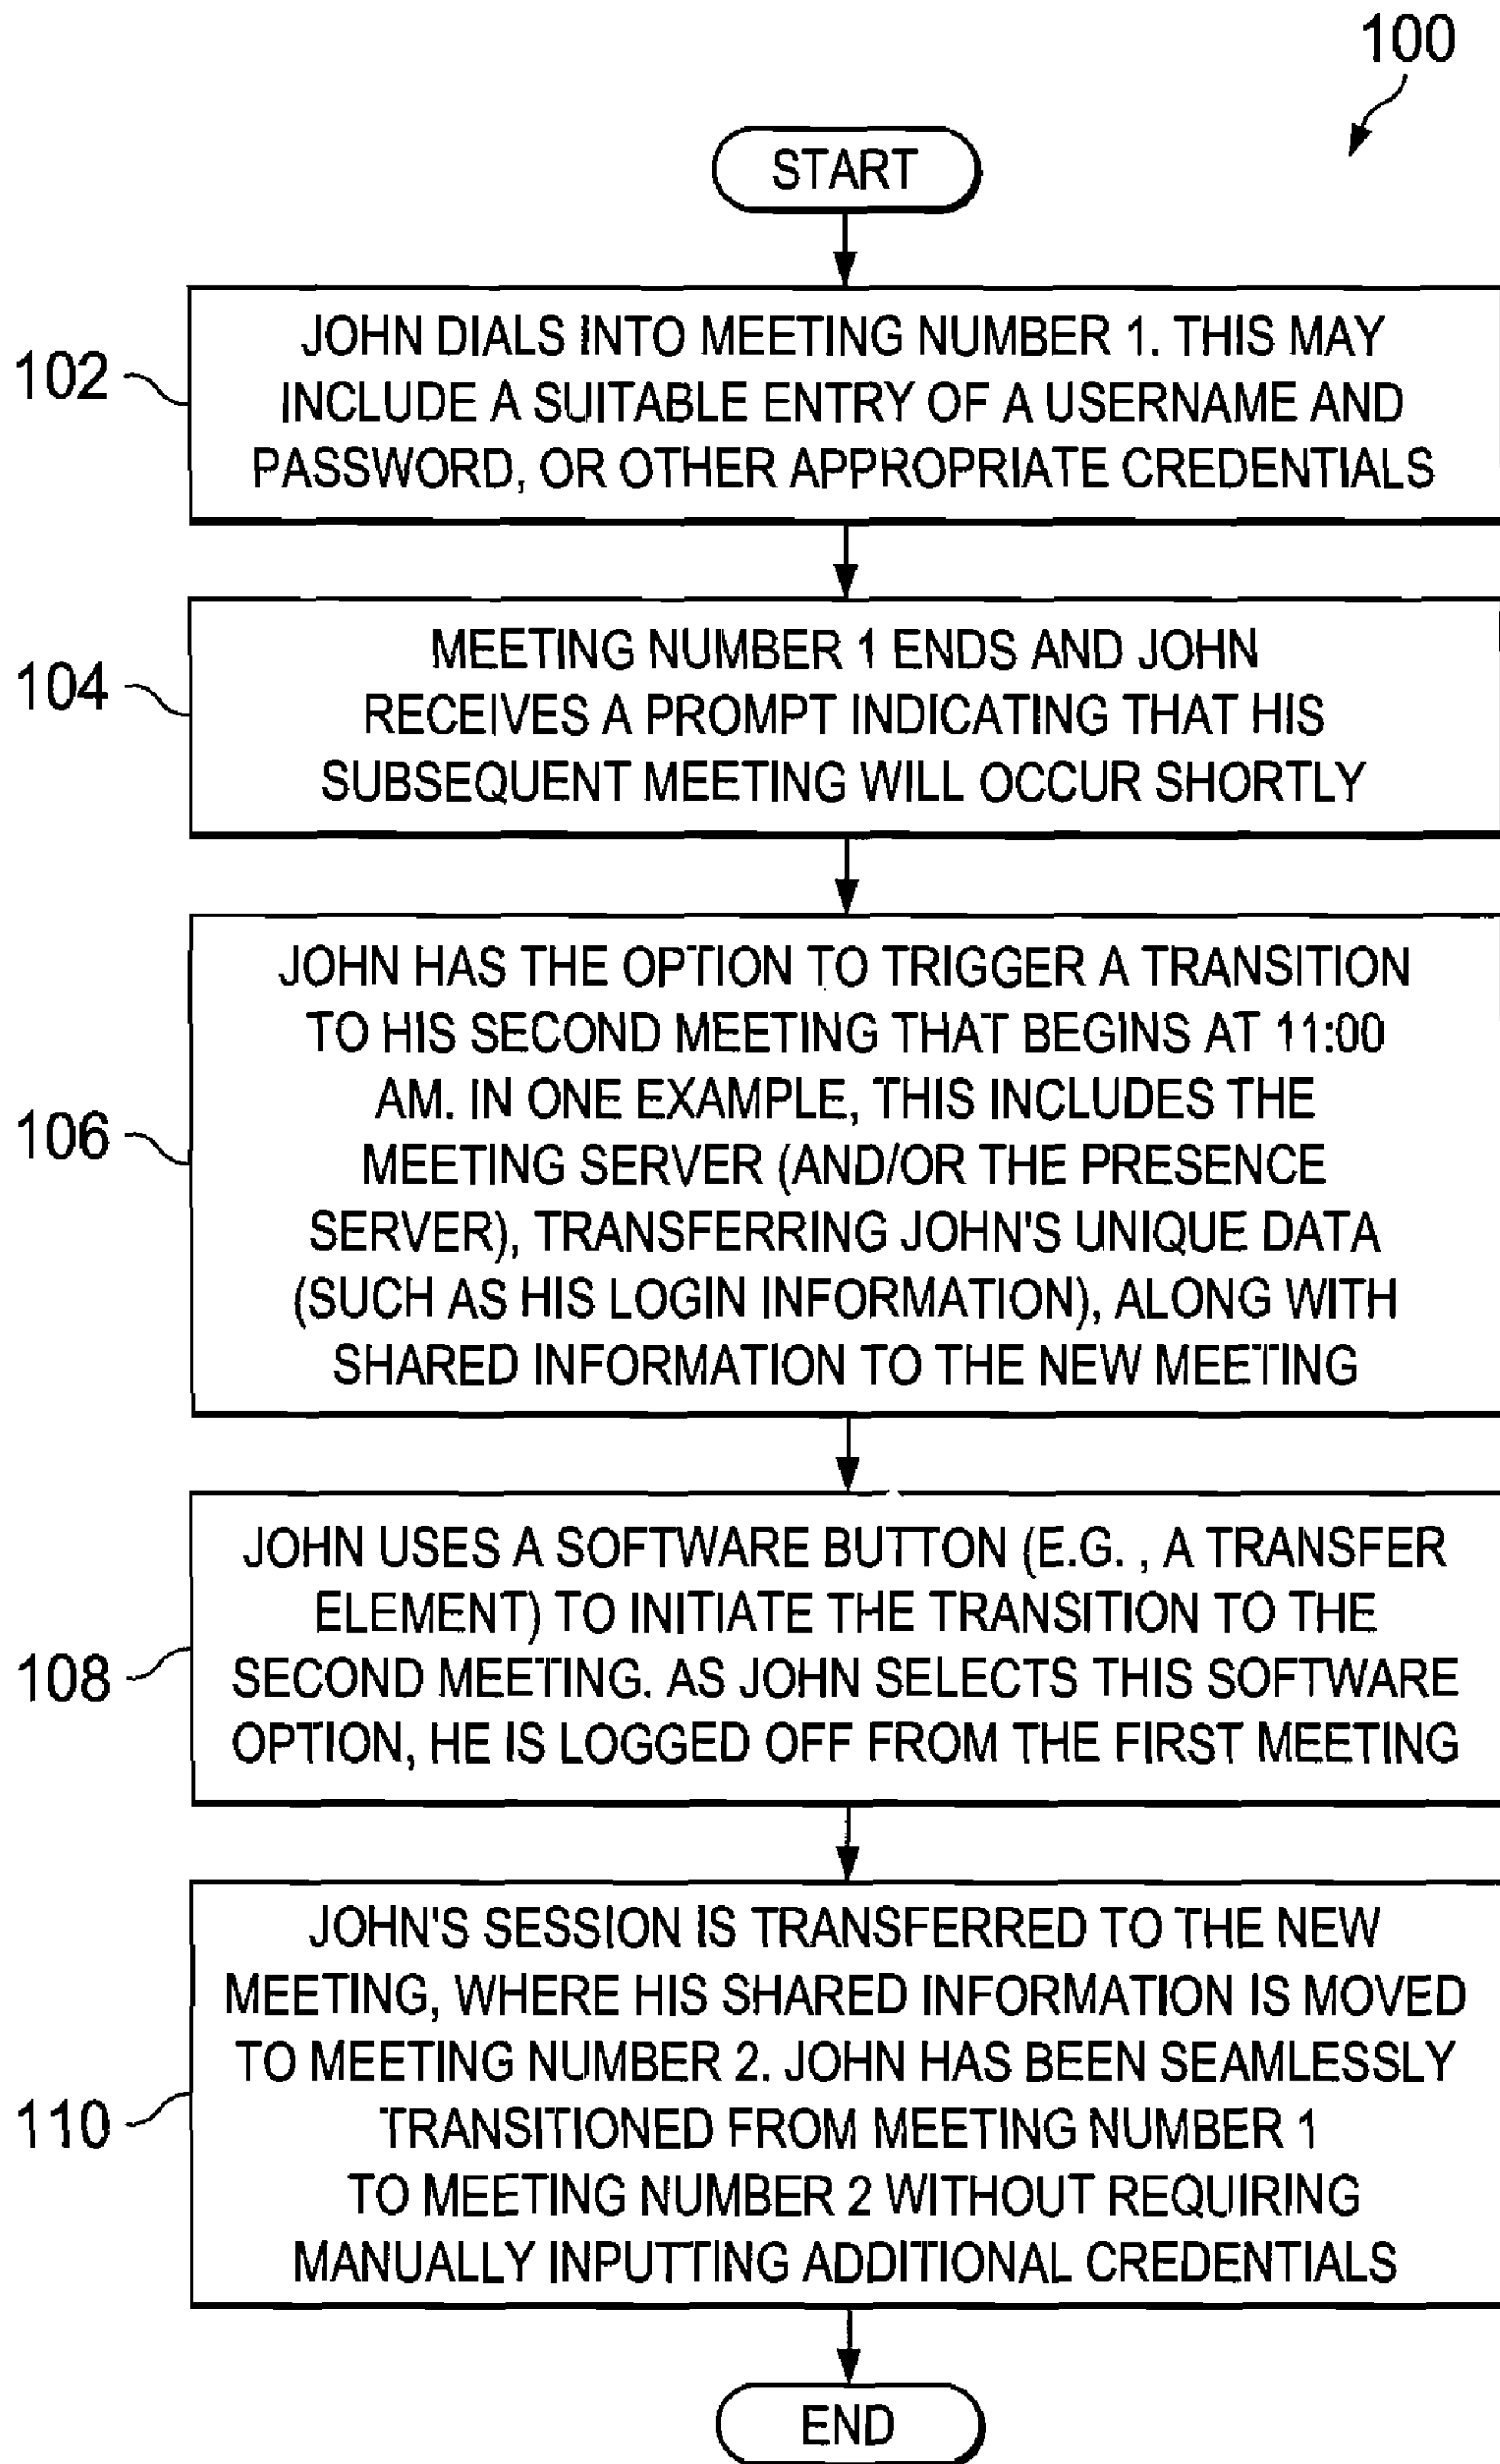 100
START
102
JOHN DIALS INTO MEETING NUMBER 1. THIS MAY
INCLUDE A SUITABLE ENTRY OF A USERNAME AND
PASSWORD, OR OTHER APPROPRIATE CREDENTIALS
104
MEETING NUMBER 1 ENDS AND JOHN
RECEIVES A PROMPT INDICATING THAT HIS
SUBSEQUENT MEETING WILL OCCUR SHORTLY
106
JOHN HAS THE OPTION TO TRIGGER A TRANSITION
TO HIS SECOND MEETING THAT BEGINS AT 11:00
AM. IN ONE EXAMPLE, THIS INCLUDES THE
MEETING SERVER (AND/OR THE PRESENCE
SERVER), TRANSFERRING JOHN'S UNIQUE DATA
(SUCH AS HIS LOGIN INFORMATION), ALONG WITH
SHARED INFORMATION TO THE NEW MEETING
108
JOHN USES A SOFTWARE BUTTON (E.G. , A TRANSFER
ELEMENT) TO INITIATE THE TRANSITION TO THE
SECOND MEETING. AS JOHN SELECTS THIS SOFTWARE
OPTION, HE IS LOGGED OFF FROM THE FIRST MEETING
110
JOHN'S SESSION IS TRANSFERRED TO THE NEW
MEETING, WHERE HIS SHARED INFORMATION IS MOVED
TO MEETING NUMBER 2. JOHN HAS BEEN SEAMLESSLY
TRANSITIONED FROM MEETING NUMBER 1
TO MEETING NUMBER 2 WITHOUT REQUIRING
MANUALLY INPUTTING ADDITIONAL CREDENTIALS
END